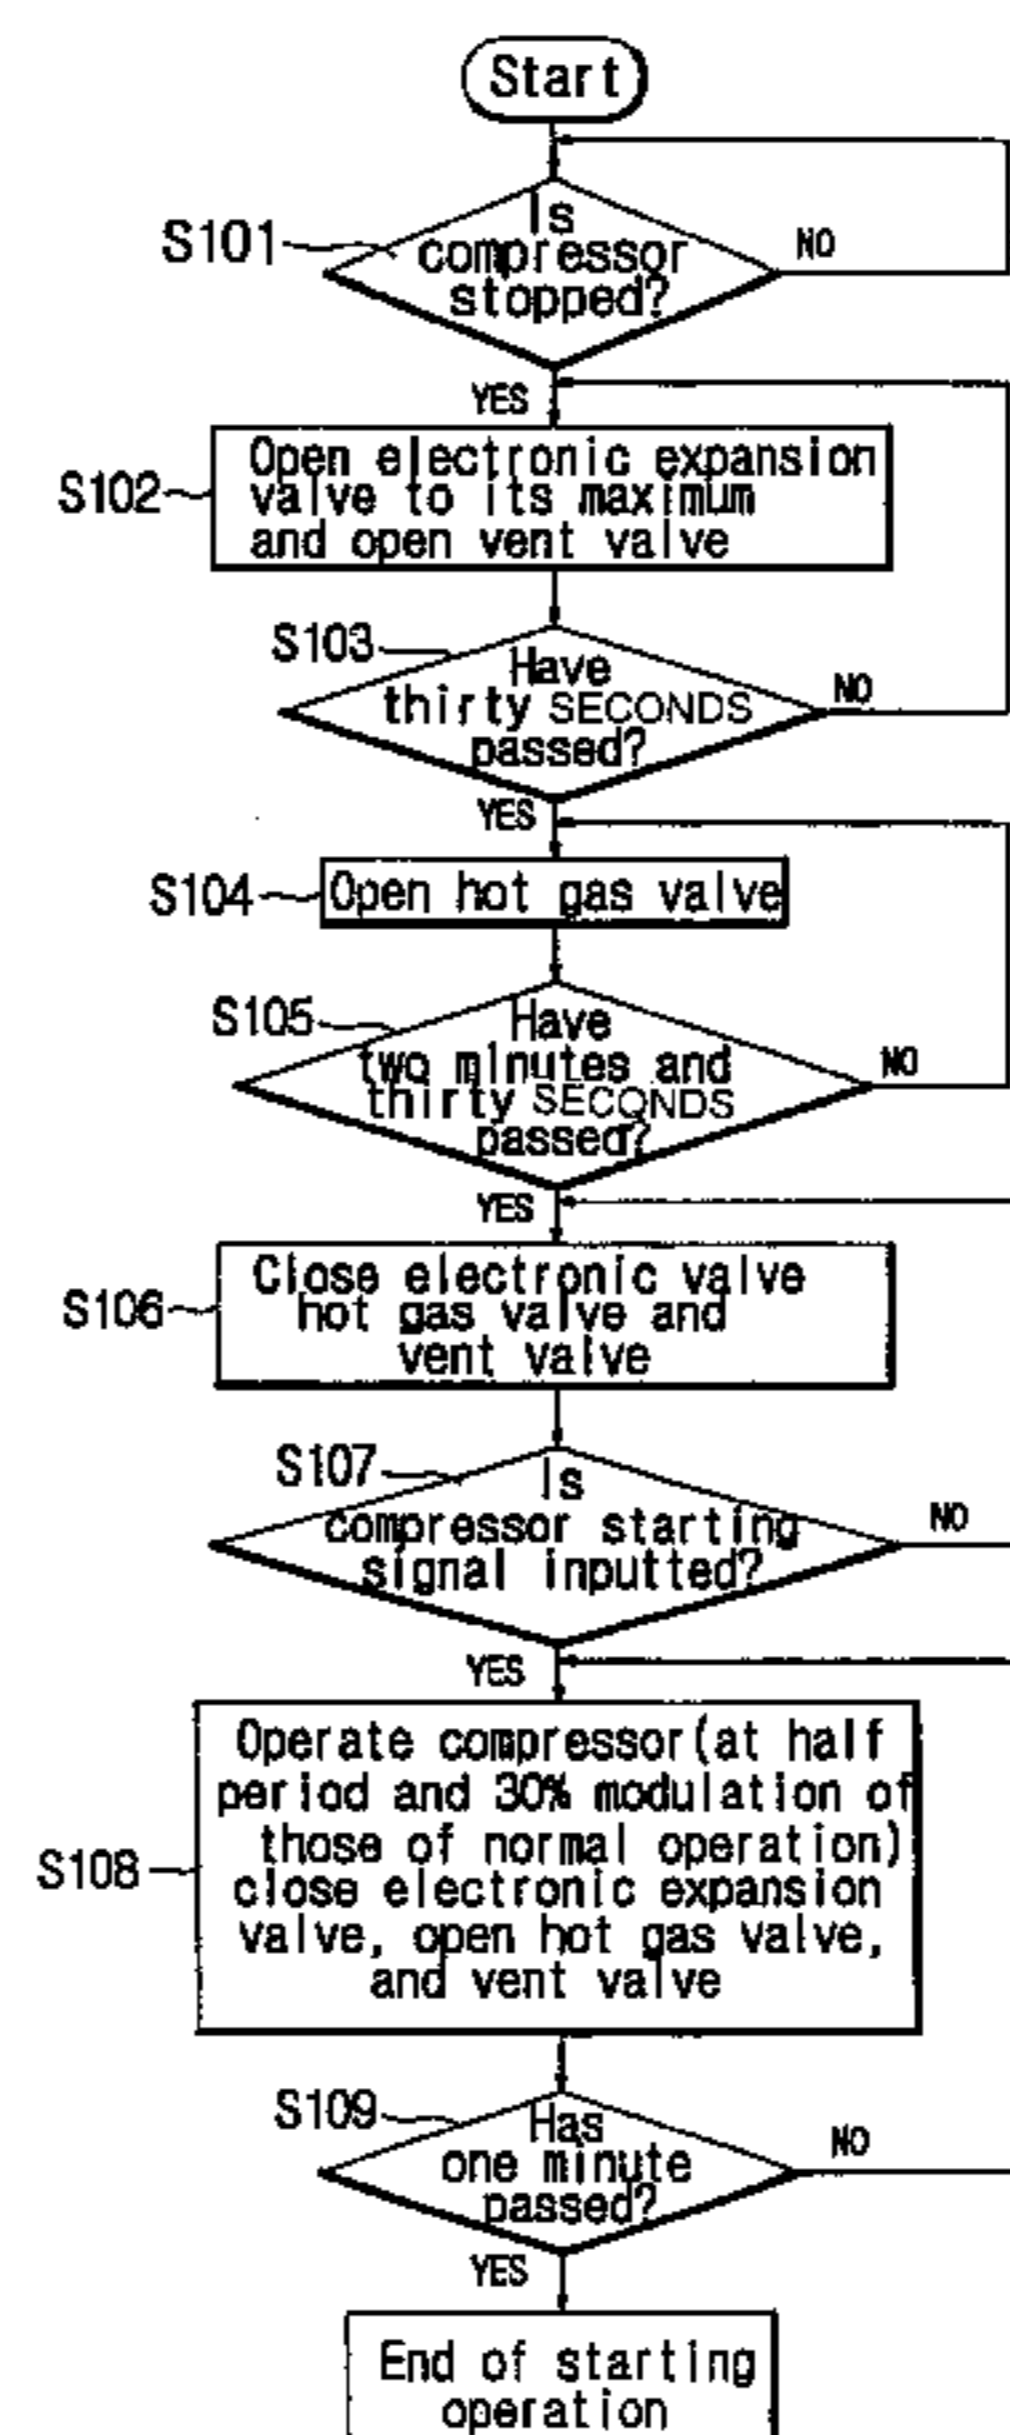 Start
S101
Is
compressor
stopped?
NO
YES
S102
Open electronic expansion
valve to its maximum
and open vent valve
S103
Have
thirty SECONDS
passed?
NO
YES
S104
Open hot gas valve
S105
Have
two minutes and
thirty SECONDS
passed?
NO
YES
S106
Close electronic valve
hot gas valve and
vent valve
S107
Is
compressor starting
signal inputted?
NO
YES
S108
Operate compressor(at half
period and 30% modulation of
those of normal operation)
close electronic expansion
valve, open hot gas valve,
and vent valve
S109
Has
one minute
passed?
NO
YES
End of starting
operation